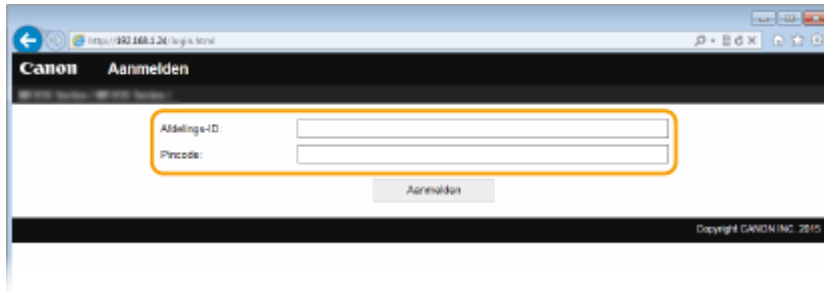 http://192.168.1.24/login.html
Canon Aanmelden
Afdelings-ID:
Pincode:
Aanmelden
Copyright CANON INC. 2015